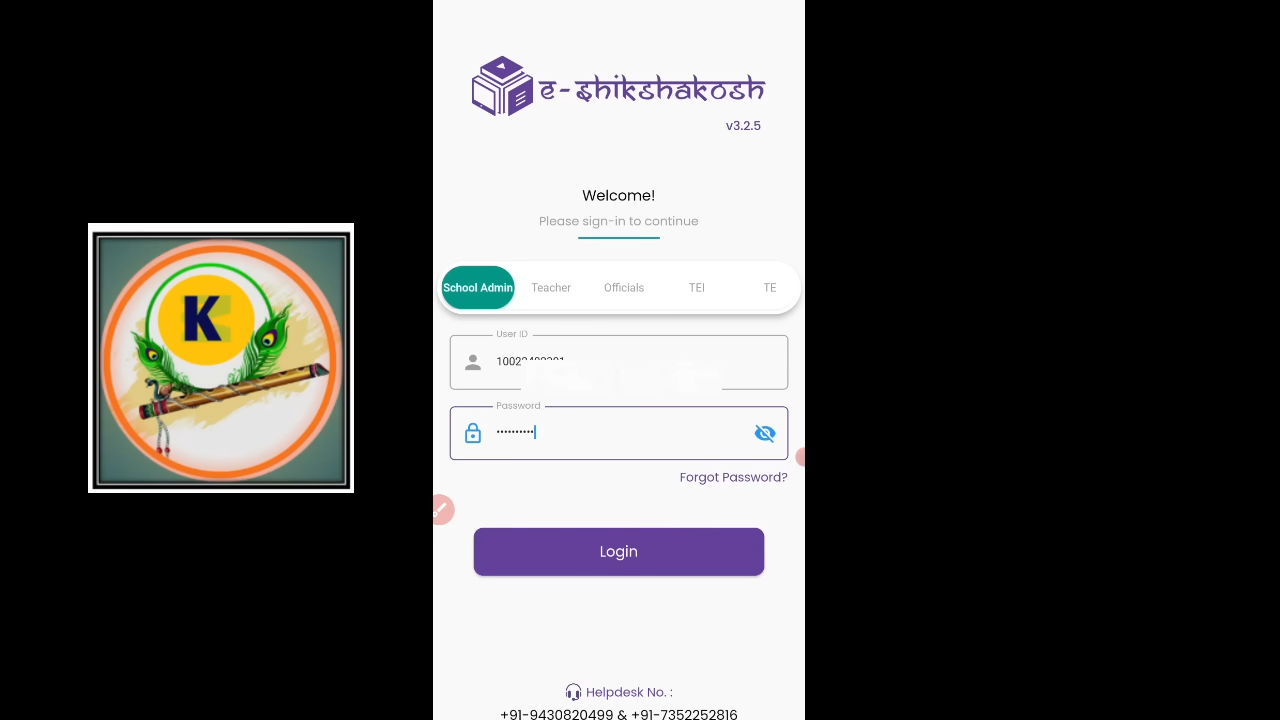 e-shikshakosh
v3.2.5
Welcome!
Please sign-in to continue
School Admin Teacher Officials TEI TE
User ID
Password
••••••••••
Forgot Password?
Login
Helpdesk No. :
+91-9430820499 & +91-7352252816
K